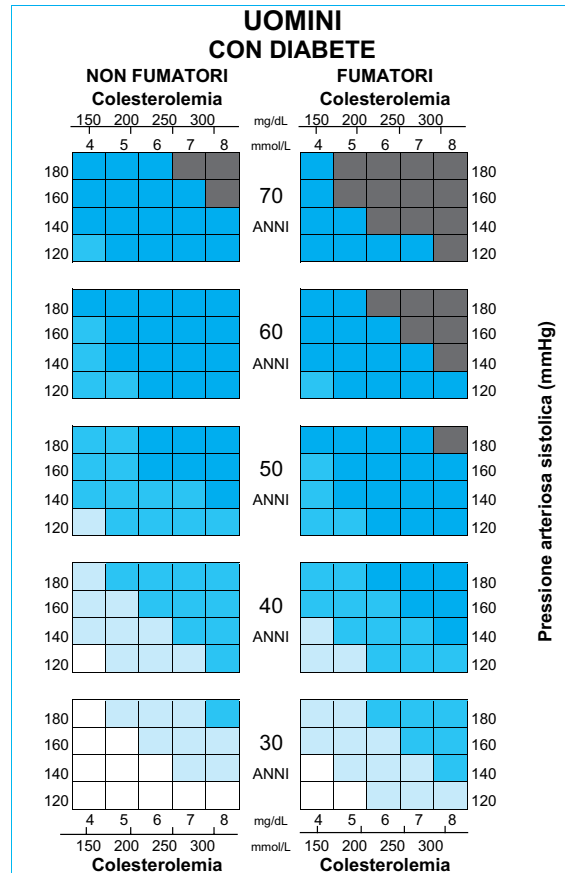 UOMINI
CON DIABETE
NON FUMATORI FUMATORI
Colesterolemia Colesterolemia
150 200 250 300 mg/dL 150 200 250 300
4 5 6 7 8 mmol/L 4 5 6 7 8
180 180
160 70 160
140 ANNI 140
120 120
180 180
160 60 160
140 ANNI 140
120 120
Pressione arteriosa sistolica (mmHg)
180 180
160 50 160
140 ANNI 140
120 120
180 180
160 40 160
140 ANNI 140
120 120
180 180
160 30 160
140 ANNI 140
120 120
4 5 6 7 8 mg/dL 4 5 6 7 8
150 200 250 300 mmol/L 150 200 250 300
Colesterolemia Colesterolemia